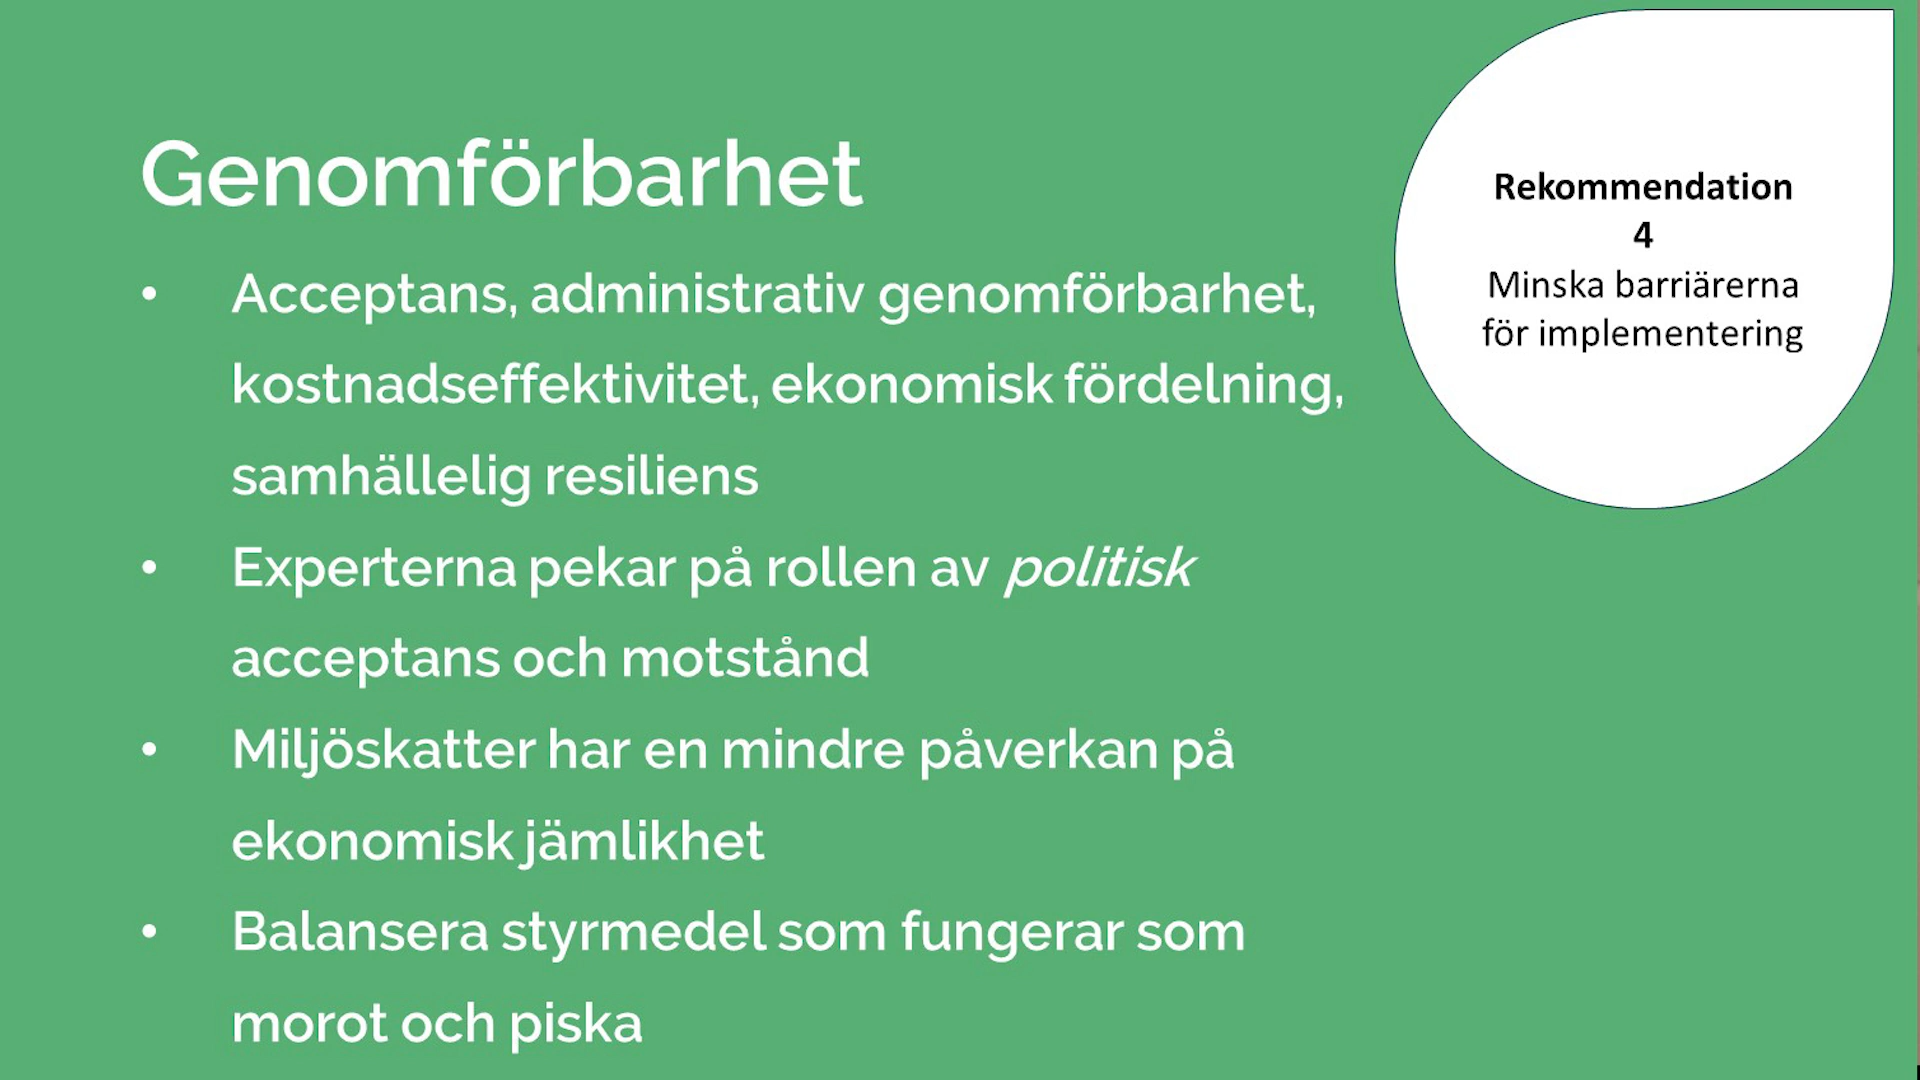 Genomförbarhet
• Acceptans, administrativ genomförbarhet,
kostnadseffektivitet, ekonomisk fördelning,
samhällelig resiliens
• Experterna pekar på rollen av politisk
acceptans och motstånd
• Miljöskatter har en mindre påverkan på
ekonomisk jämlikhet
• Balansera styrmedel som fungerar som
morot och piska
Rekommendation
4
Minska barriärerna
för implementering